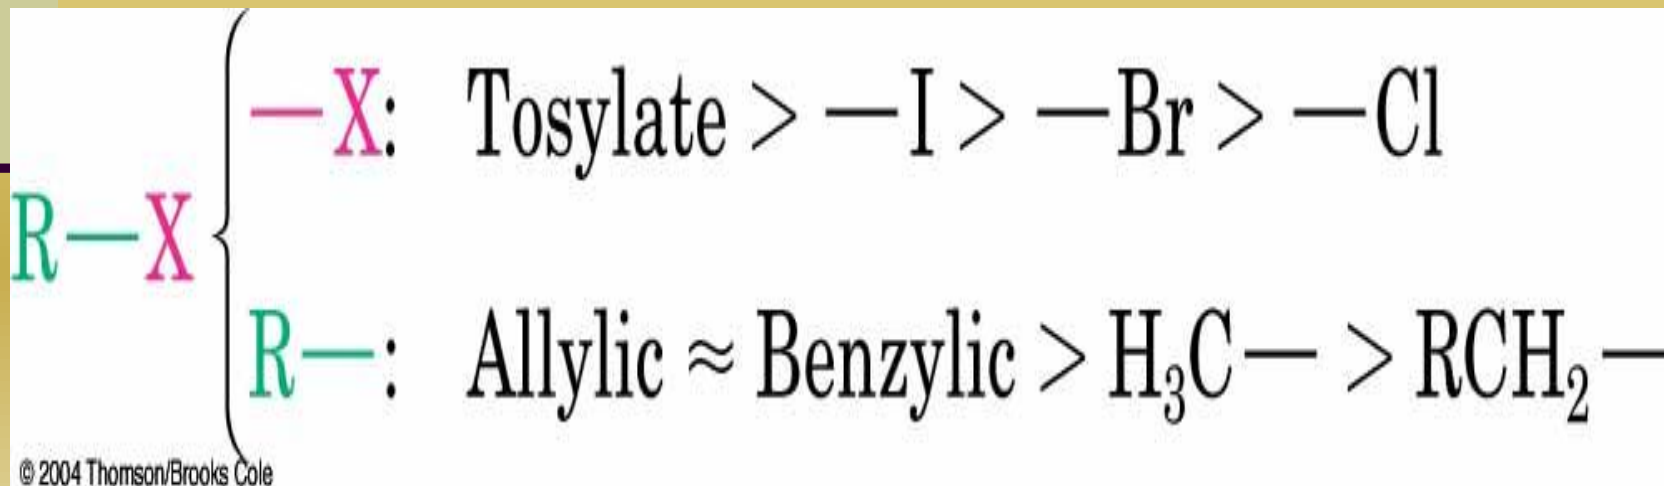 —X: Tosylate > —I > —Br > —Cl
R—X
R—: Allylic ≈ Benzylic > H₃C— > RCH₂—
© 2004 Thomson/Brooks Cole